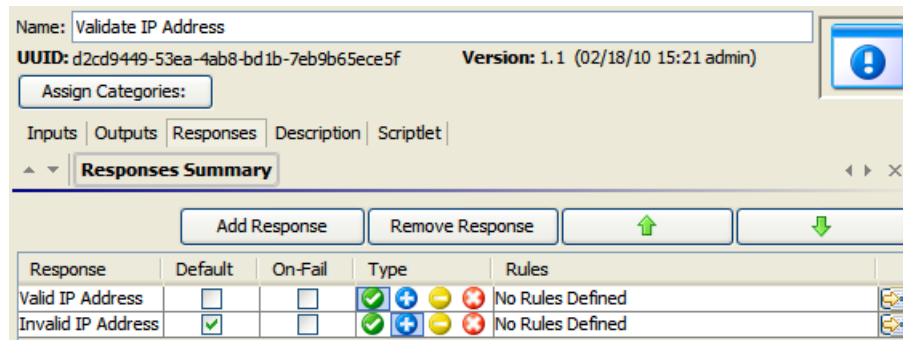 Name: Validate IP Address
UUID: d2cd9449-53ea-4ab8-bd1b-7eb9b65ece5f Version: 1.1 (02/18/10 15:21 admin)
Assign Categories:
Inputs Outputs Responses Description Scriptlet
Responses Summary
Add Response Remove Response
Response Default On-Fail Type Rules
Valid IP Address No Rules Defined
Invalid IP Address No Rules Defined